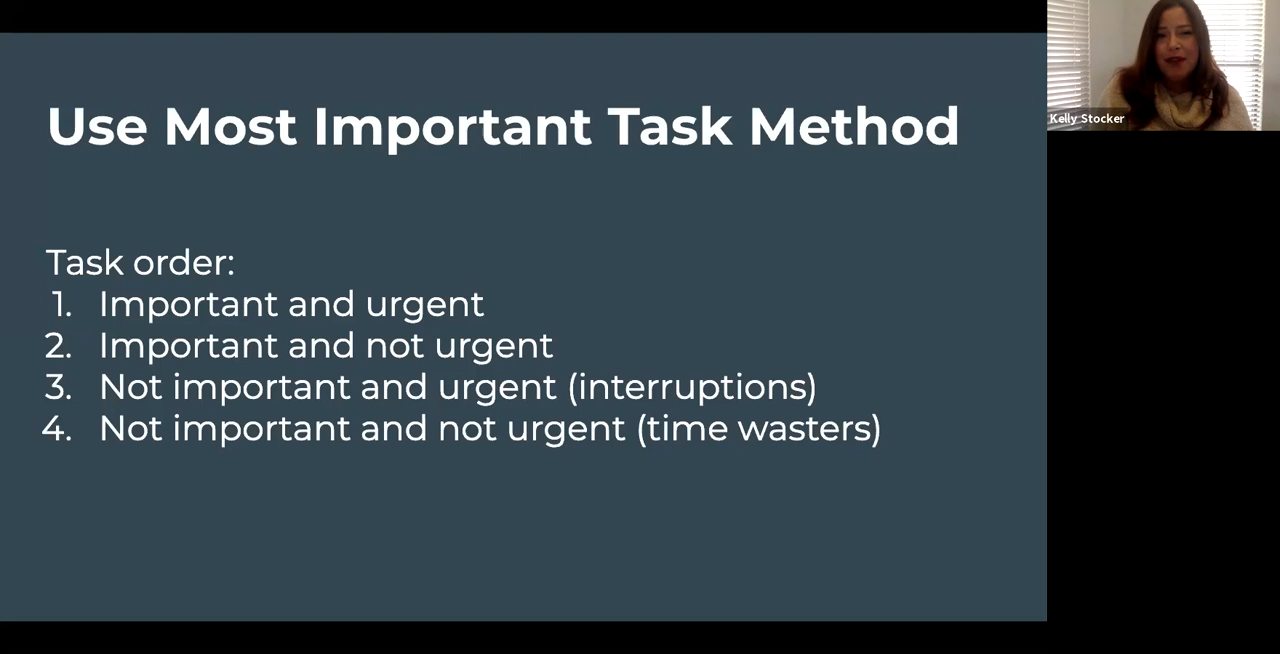 Use Most Important Task Method
Task order:
1. Important and urgent
2. Important and not urgent
3. Not important and urgent (interruptions)
4. Not important and not urgent (time wasters)
Kelly Stocker